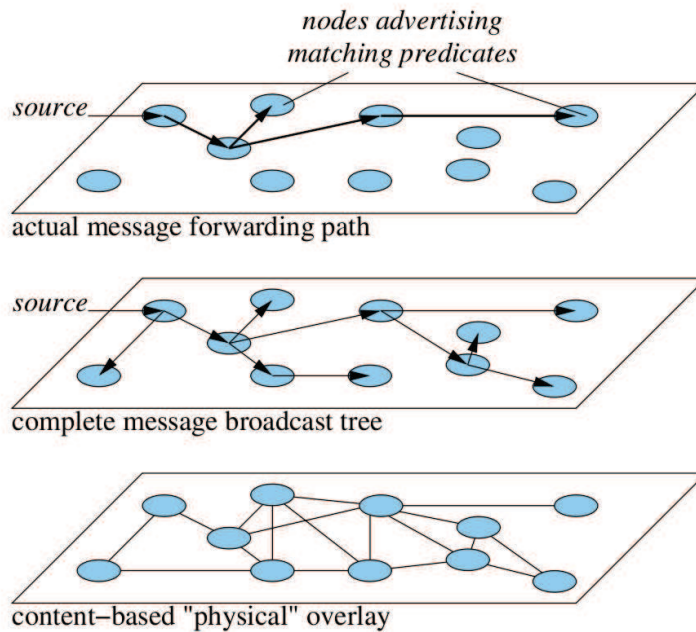 nodes advertising
matching predicates
source
actual message forwarding path
source
complete message broadcast tree
content−based "physical" overlay